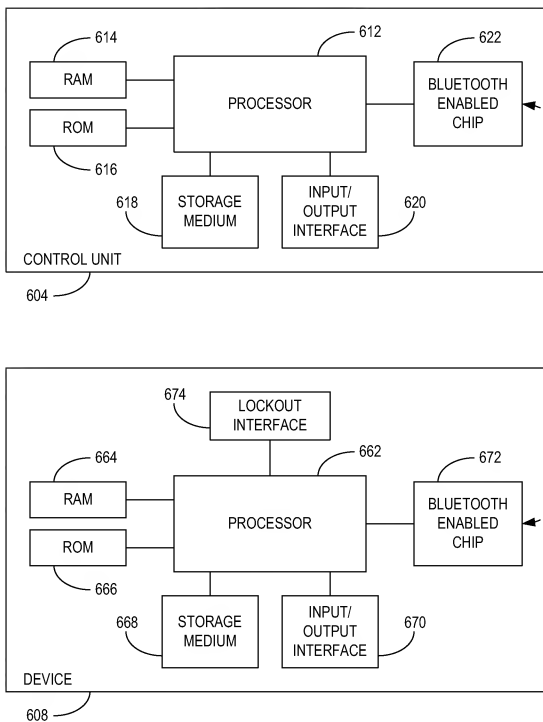 614
612
622
RAM
PROCESSOR
BLUETOOTH
ENABLED
CHIP
ROM
616
618
STORAGE
MEDIUM
INPUT/
OUTPUT
INTERFACE
620
CONTROL UNIT
604
674
LOCKOUT
INTERFACE
664
662
672
RAM
PROCESSOR
BLUETOOTH
ENABLED
CHIP
ROM
666
668
STORAGE
MEDIUM
INPUT/
OUTPUT
INTERFACE
670
DEVICE
608